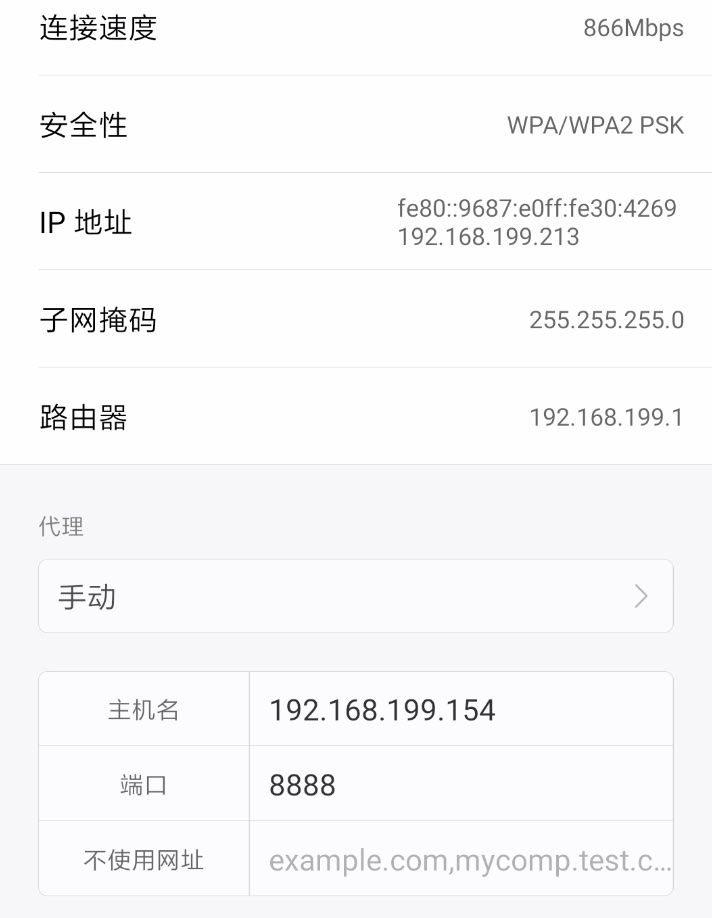 连接速度 866Mbps
安全性 WPA/WPA2 PSK
IP 地址 fe80::9687:e0ff:fe30:4269
192.168.199.213
子网掩码 255.255.255.0
路由器 192.168.199.1
代理
手动
主机名 192.168.199.154
端口 8888
不使用网址 example.com,mycomp.test.c...